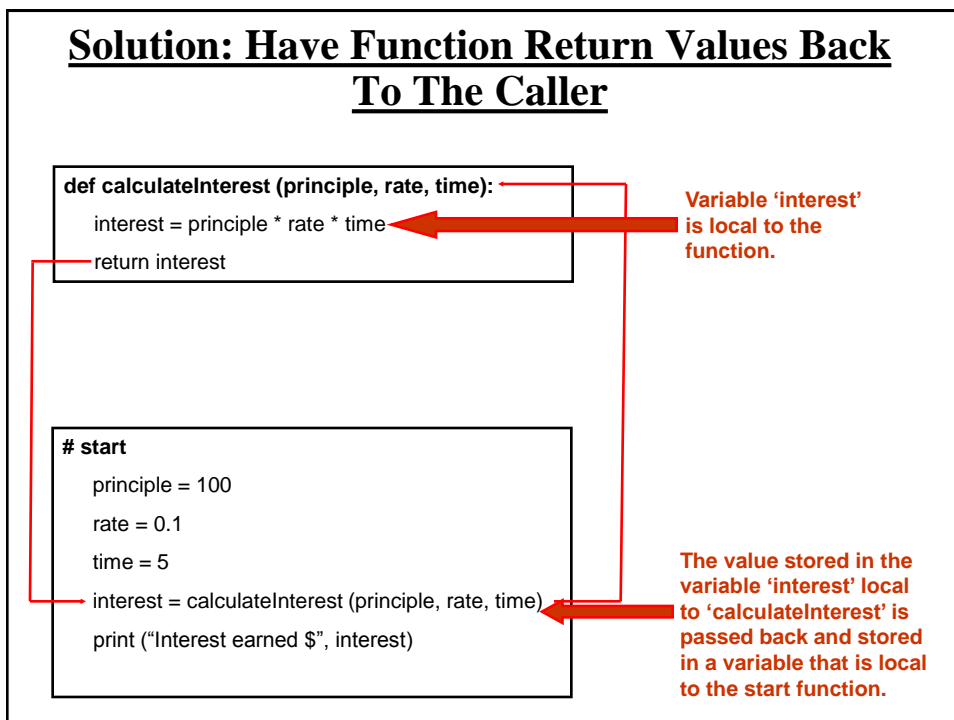 Solution: Have Function Return Values Back
To The Caller
def calculateInterest (principle, rate, time):
interest = principle * rate * time
return interest
Variable ‘interest’
is local to the
function.
# start
principle = 100
rate = 0.1
time = 5
interest = calculateInterest (principle, rate, time)
print (“Interest earned $”, interest)
The value stored in the
variable ‘interest’ local
to ‘calculateInterest’ is
passed back and stored
in a variable that is local
to the start function.